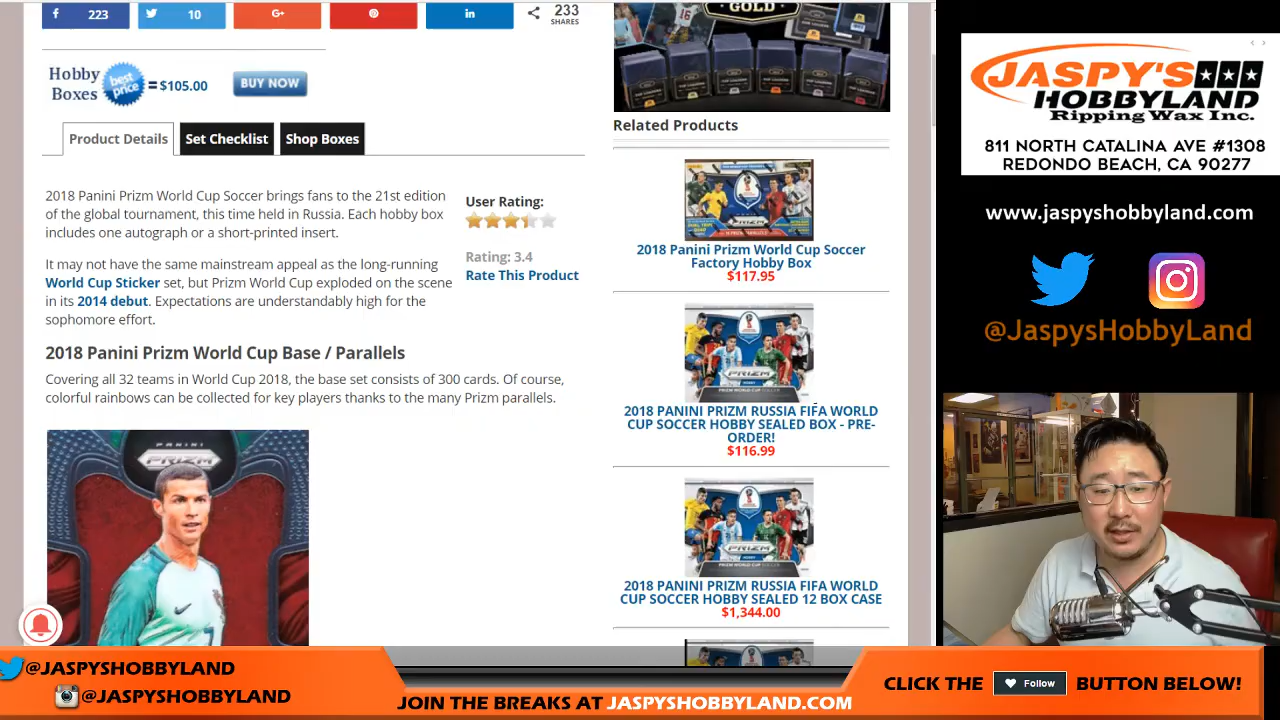 223
10
233
SHARES
Hobby
Boxes
best price
= $105.00
BUY NOW
Product Details
Set Checklist
Shop Boxes
2018 Panini Prizm World Cup Soccer brings fans to the 21st edition
of the global tournament, this time held in Russia. Each hobby box
includes one autograph or a short-printed insert.
It may not have the same mainstream appeal as the long-running
World Cup Sticker set, but Prizm World Cup exploded on the scene
in its 2014 debut. Expectations are understandably high for the
sophomore effort.
User Rating:
Rating: 3.4
Rate This Product
2018 Panini Prizm World Cup Base / Parallels
Covering all 32 teams in World Cup 2018, the base set consists of 300 cards. Of course,
colorful rainbows can be collected for key players thanks to the many Prizm parallels.
PANINI
PRIZM
GOLD
Related Products
PRIZM
2018 Panini Prizm World Cup Soccer
Factory Hobby Box
$117.95
PRIZM
2018 PANINI PRIZM RUSSIA FIFA WORLD
CUP SOCCER HOBBY SEALED BOX - PRE-
ORDER!
$116.99
PRIZM
2018 PANINI PRIZM RUSSIA FIFA WORLD
CUP SOCCER HOBBY SEALED 12 BOX CASE
$1,344.00
JASPY'S
HOBBYLAND
Ripping Wax Inc.
811 NORTH CATALINA AVE #1308
REDONDO BEACH, CA 90277
www.jaspyshobbyland.com
@JaspysHobbyLand
@JASPYSHOBBYLAND
@JASPYSHOBBYLAND
JOIN THE BREAKS AT JASPYSHOBBYLAND.COM
CLICK THE Follow BUTTON BELOW!